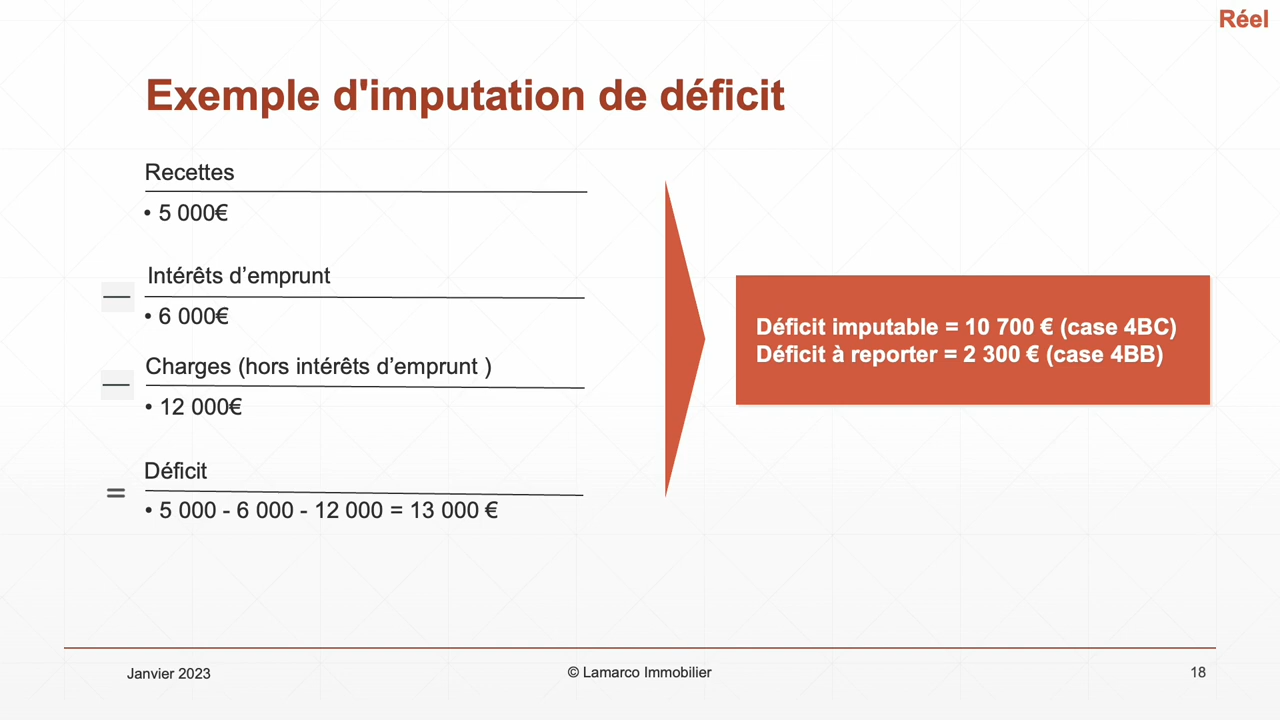 Réel
Exemple d'imputation de déficit
Recettes
• 5 000€
Intérêts d’emprunt
— 
• 6 000€
Charges (hors intérêts d’emprunt )
—
• 12 000€
Déficit
=
• 5 000 - 6 000 - 12 000 = 13 000 €
Déficit imputable = 10 700 € (case 4BC)
Déficit à reporter = 2 300 € (case 4BB)
Janvier 2023
© Lamarco Immobilier
18